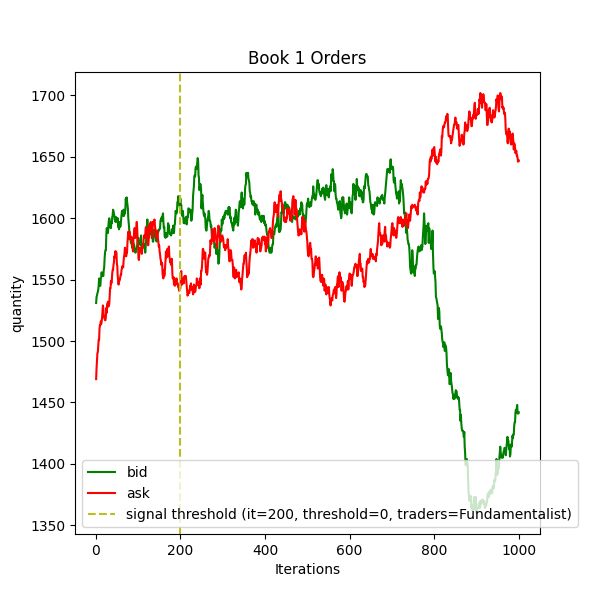 Book 1 Orders
quantity
1700
1650
1600
1550
1500
1450
1400
1350
bid
ask
signal threshold (it=200, threshold=0, traders=Fundamentalist)
0 200 400 600 800 1000
Iterations